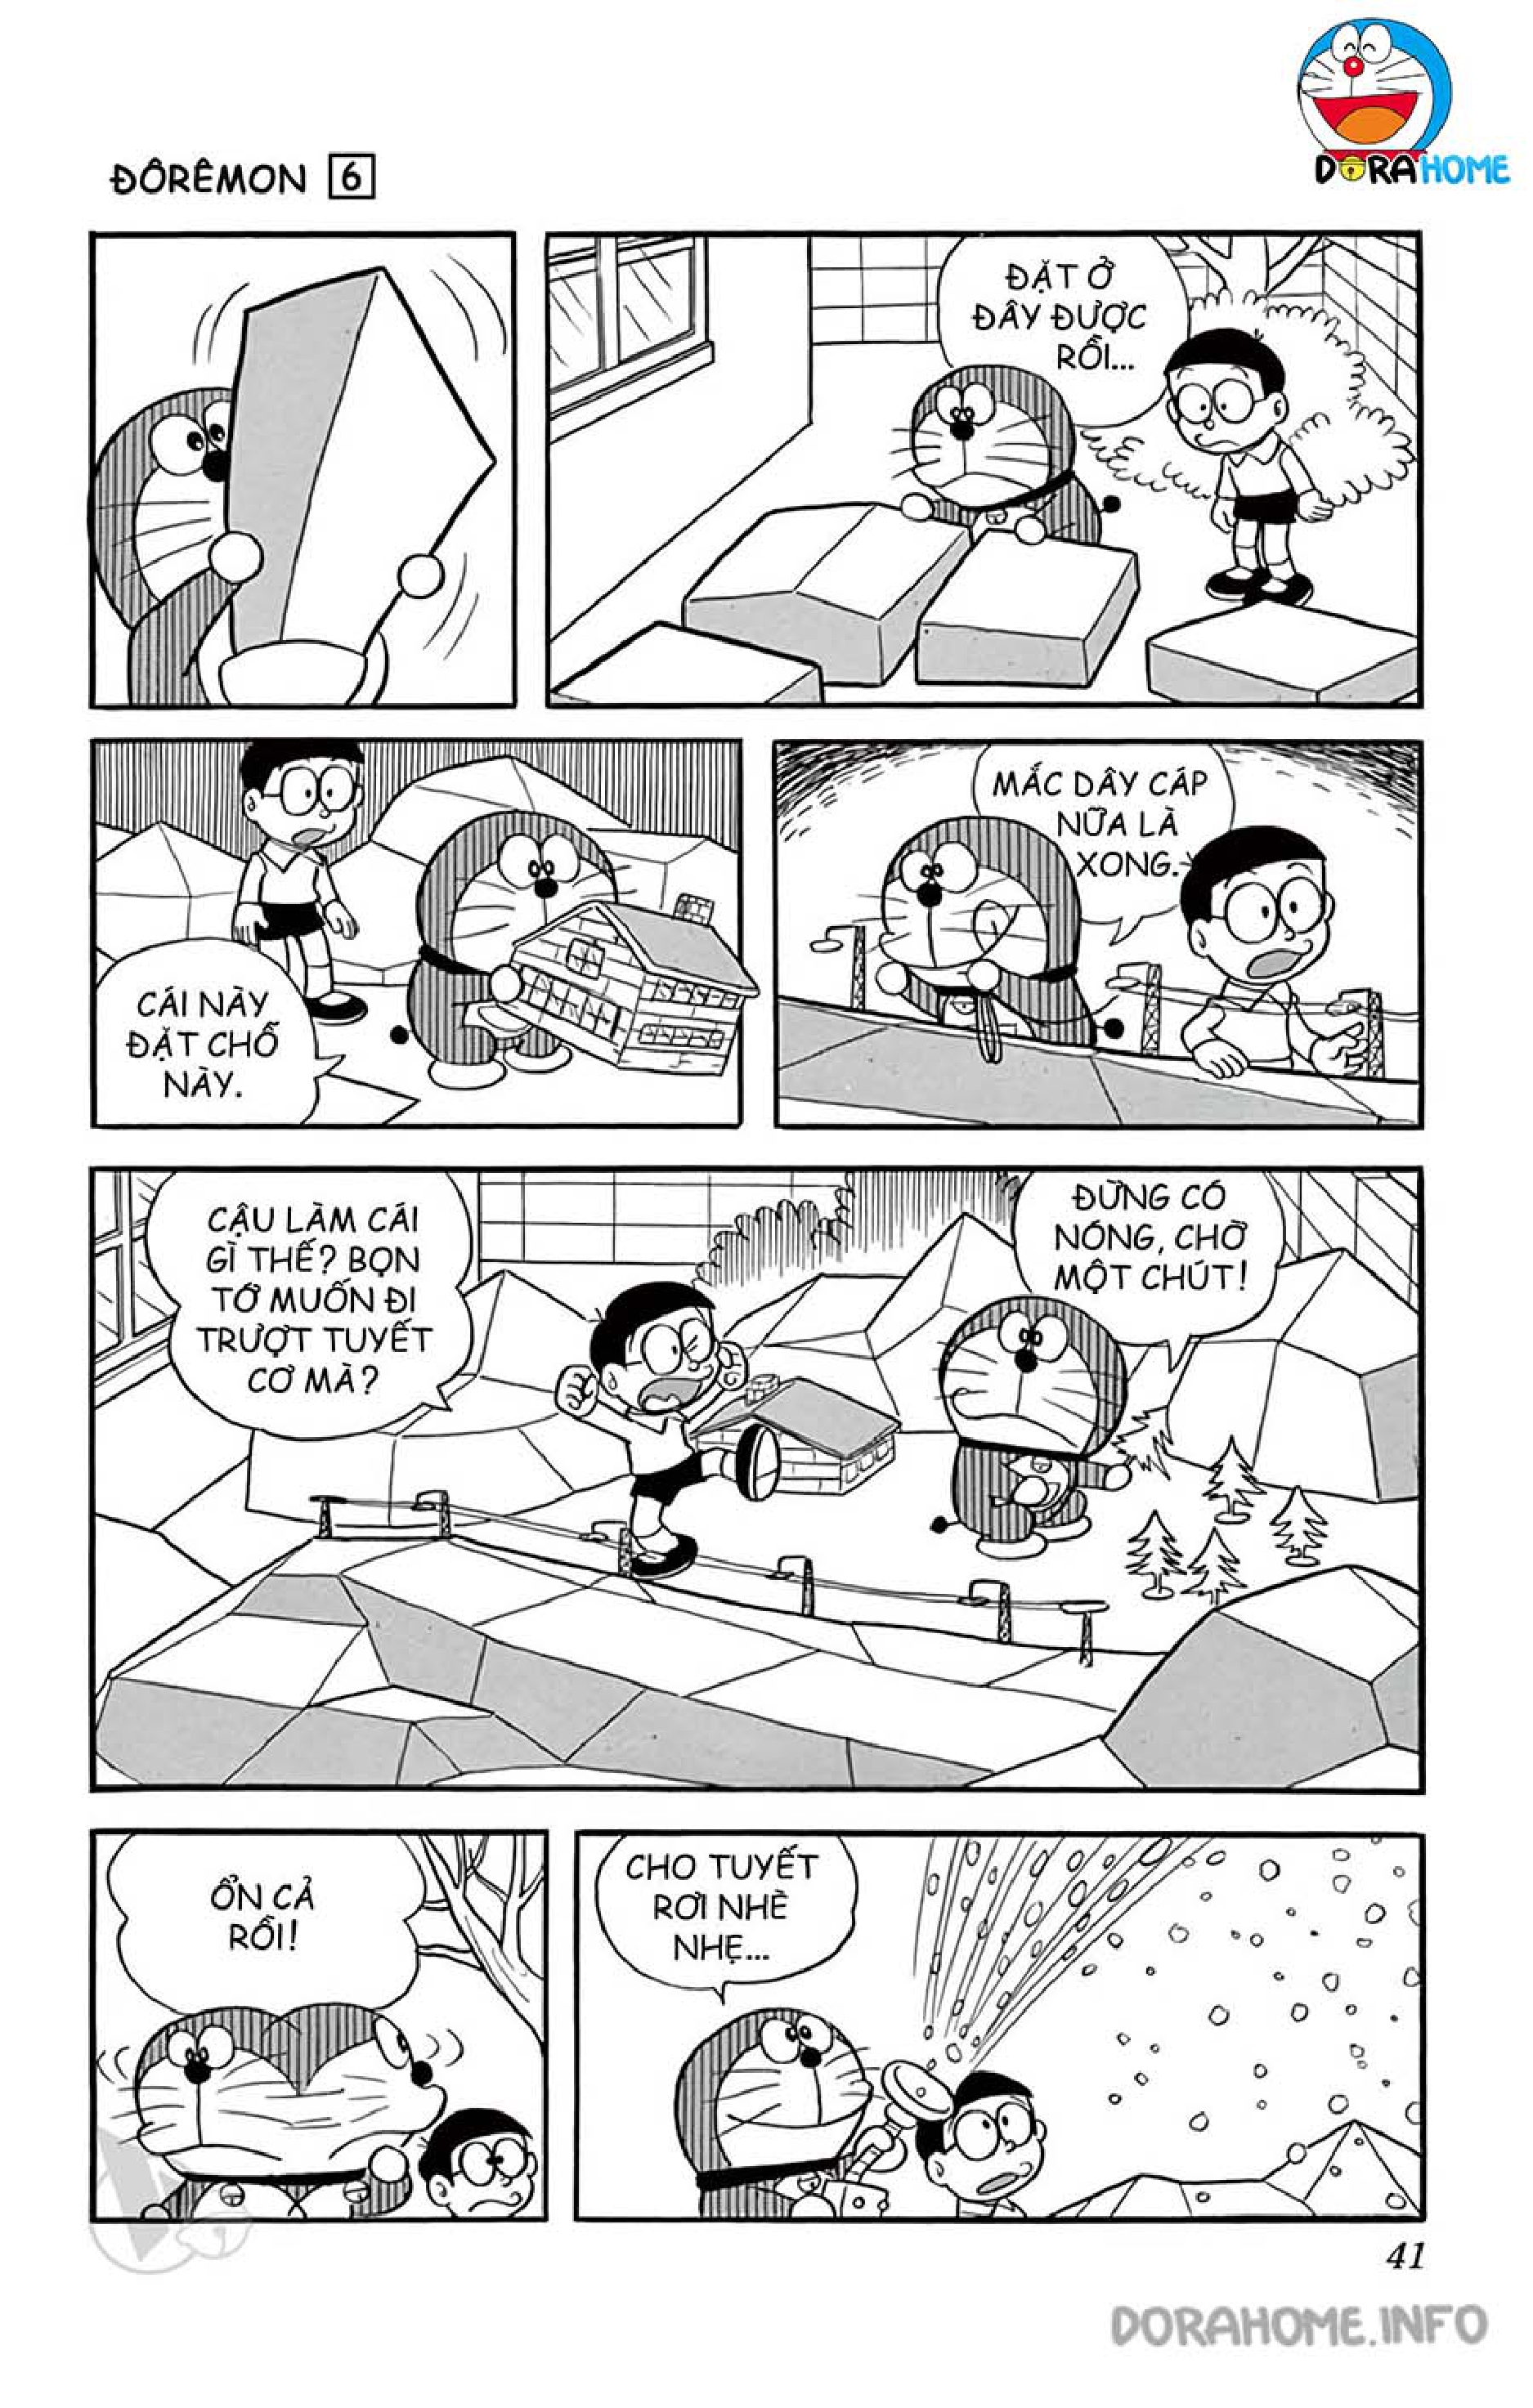 DORAHOME
ĐÔRÊMON 6
ĐẶT Ở
ĐÂY ĐƯỢC
RỒI...
CÁI NÀY
ĐẶT CHỖ
NÀY.
MẮC DÂY CÁP
NỮA LÀ
XONG.
CẬU LÀM CÁI
GÌ THẾ? BỌN
TỚ MUỐN ĐI
TRƯỢT TUYẾT
CƠ MÀ?
ĐỪNG CÓ
NÓNG, CHỜ
MỘT CHÚT!
ỔN CẢ
RỒI!
CHO TUYẾT
RƠI NHÈ
NHẸ...
41
DORAHOME.INFO